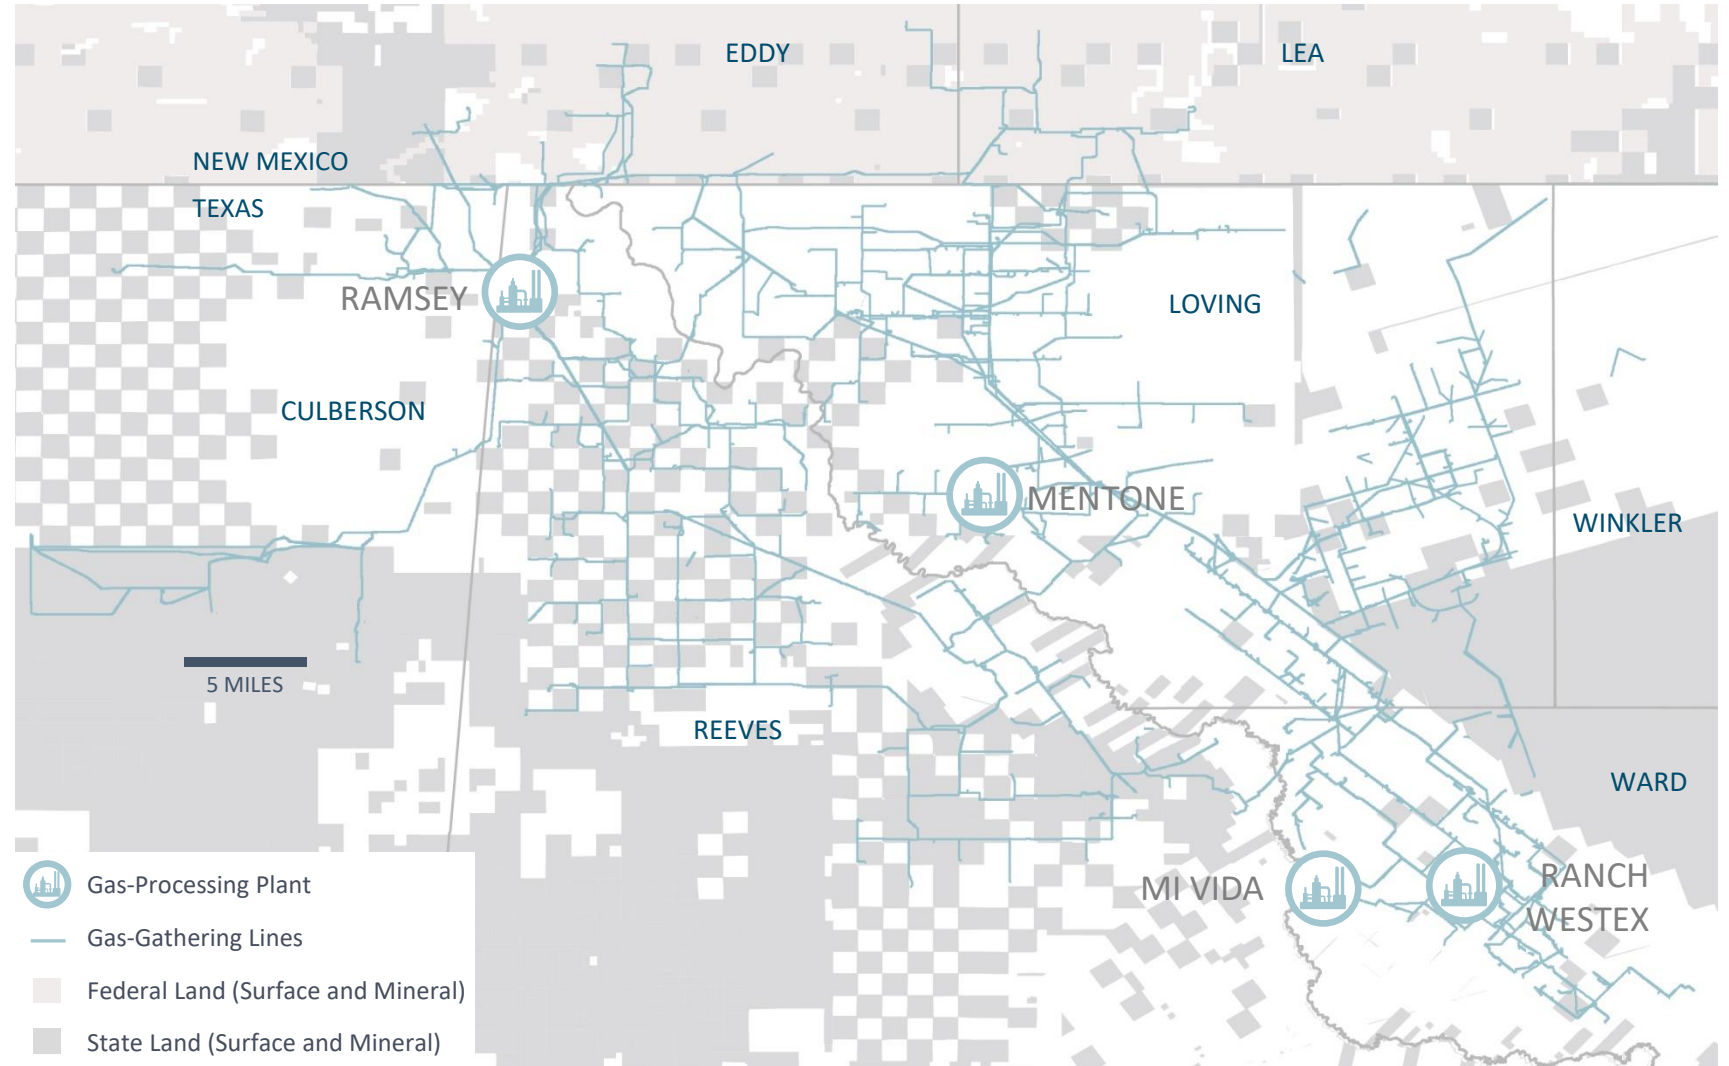 EDDY
LEA
NEW MEXICO
TEXAS
RAMSEY
LOVING
CULBERSON
MENTONE
WINKLER
5 MILES
REEVES
WARD
MI VIDA
RANCH
WESTEX
Gas-Processing Plant
Gas-Gathering Lines
Federal Land (Surface and Mineral)
State Land (Surface and Mineral)